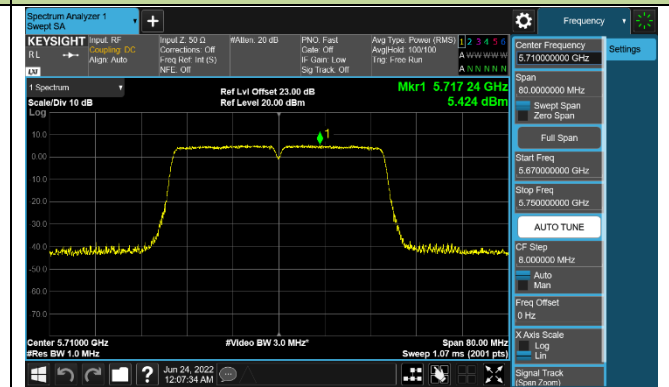 Spectrum Analyzer 1
Swept SA
Frequency
KEYSIGHT
RL
LXI
Input: RF
Coupling: DC
Align: Auto
Input Z: 50 Ω
Corrections: Off
Freq Ref: Int (S)
NFE: Off
#Atten: 20 dB
PNO: Fast
Gate: Off
IF Gain: Low
Sig Track: Off
Avg Type: Power (RMS)
Avg|Hold: 100/100
Trig: Free Run
1 2 3 4 5 6
A W W W W W
A N N N N N
Center Frequency
5.710000000 GHz
Settings
Span
80.0000000 MHz
Swept Span
Zero Span
Full Span
Start Freq
5.670000000 GHz
Stop Freq
5.750000000 GHz
AUTO TUNE
CF Step
8.000000 MHz
Auto
Man
Freq Offset
0 Hz
X Axis Scale
Log
Lin
Signal Track
(Span Zoom)
1 Spectrum
Scale/Div 10 dB
Log
Ref Lvl Offset 23.00 dB
Ref Level 20.00 dBm
Mkr1 5.717 24 GHz
5.424 dBm
1
10.0
0.00
-10.0
-20.0
-30.0
-40.0
-50.0
-60.0
-70.0
Center 5.71000 GHz
#Res BW 1.0 MHz
#Video BW 3.0 MHz*
Span 80.00 MHz
Sweep 1.07 ms (2001 pts)
?
Jun 24, 2022
12:07:34 AM